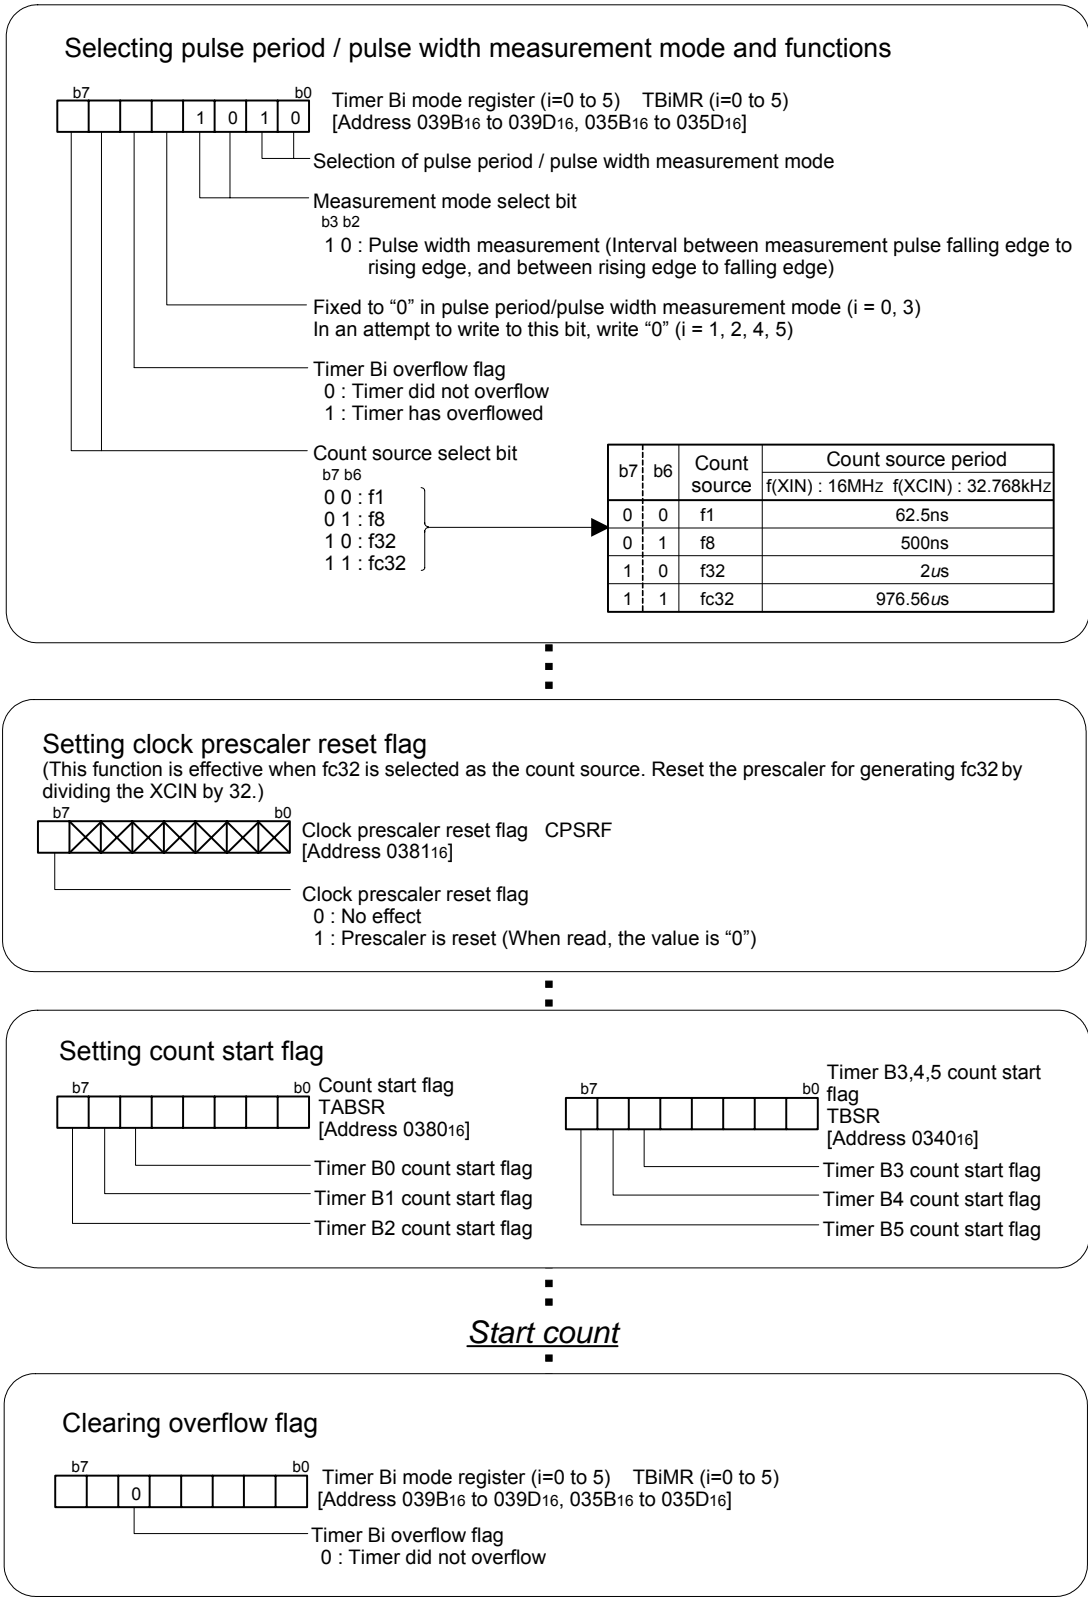 Selecting pulse period / pulse width measurement mode and functions
b7 b0
1 0 1 0
Timer Bi mode register (i=0 to 5) TBiMR (i=0 to 5)
[Address 039B16 to 039D16, 035B16 to 035D16]
Selection of pulse period / pulse width measurement mode
Measurement mode select bit
b3 b2
1 0 : Pulse width measurement (Interval between measurement pulse falling edge to
rising edge, and between rising edge to falling edge)
Fixed to “0” in pulse period/pulse width measurement mode (i = 0, 3)
In an attempt to write to this bit, write “0” (i = 1, 2, 4, 5)
Timer Bi overflow flag
0 : Timer did not overflow
1 : Timer has overflowed
Count source select bit
b7 b6
0 0 : f1
0 1 : f8
1 0 : f32
1 1 : fc32
b7 b6 Count source Count source period
f(XIN) : 16MHz f(XCIN) : 32.768kHz
0 0 f1 62.5ns
0 1 f8 500ns
1 0 f32 2us
1 1 fc32 976.56us
Setting clock prescaler reset flag
(This function is effective when fc32 is selected as the count source. Reset the prescaler for generating fc32 by
dividing the XCIN by 32.)
b7 b0
Clock prescaler reset flag CPSRF
[Address 038116]
Clock prescaler reset flag
0 : No effect
1 : Prescaler is reset (When read, the value is “0”)
Setting count start flag
b7 b0
Count start flag
TABSR
[Address 038016]
Timer B0 count start flag
Timer B1 count start flag
Timer B2 count start flag
b7 b0
Timer B3,4,5 count start
flag
TBSR
[Address 034016]
Timer B3 count start flag
Timer B4 count start flag
Timer B5 count start flag
Start count
Clearing overflow flag
b7 b0
0
Timer Bi mode register (i=0 to 5) TBiMR (i=0 to 5)
[Address 039B16 to 039D16, 035B16 to 035D16]
Timer Bi overflow flag
0 : Timer did not overflow